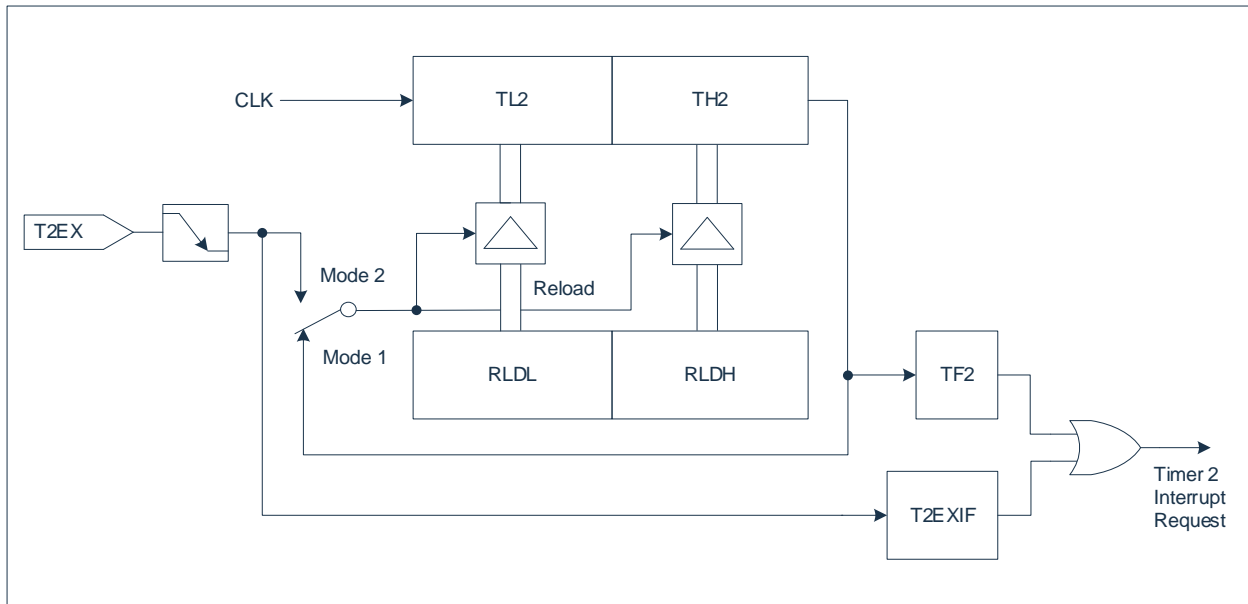 TL2
TH2
CLK
T2EX
Mode 2
Reload
Mode 1
RLDL
RLDH
TF2
T2EXIF
Timer 2
Interrupt
Request